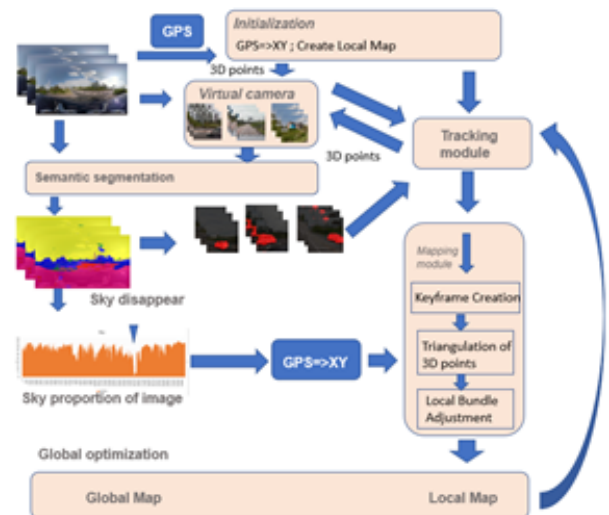 GPS
Initialization
GPS=>XY ; Create Local Map
3D points
Virtual camera
3D points
Tracking
module
Semantic segmentation
Mapping
module
Sky disappear
Keyframe Creation
Triangulation of
3D points
GPS=>XY
Local Bundle
Adjustment
Sky proportion of image
Global optimization
Global Map
Local Map